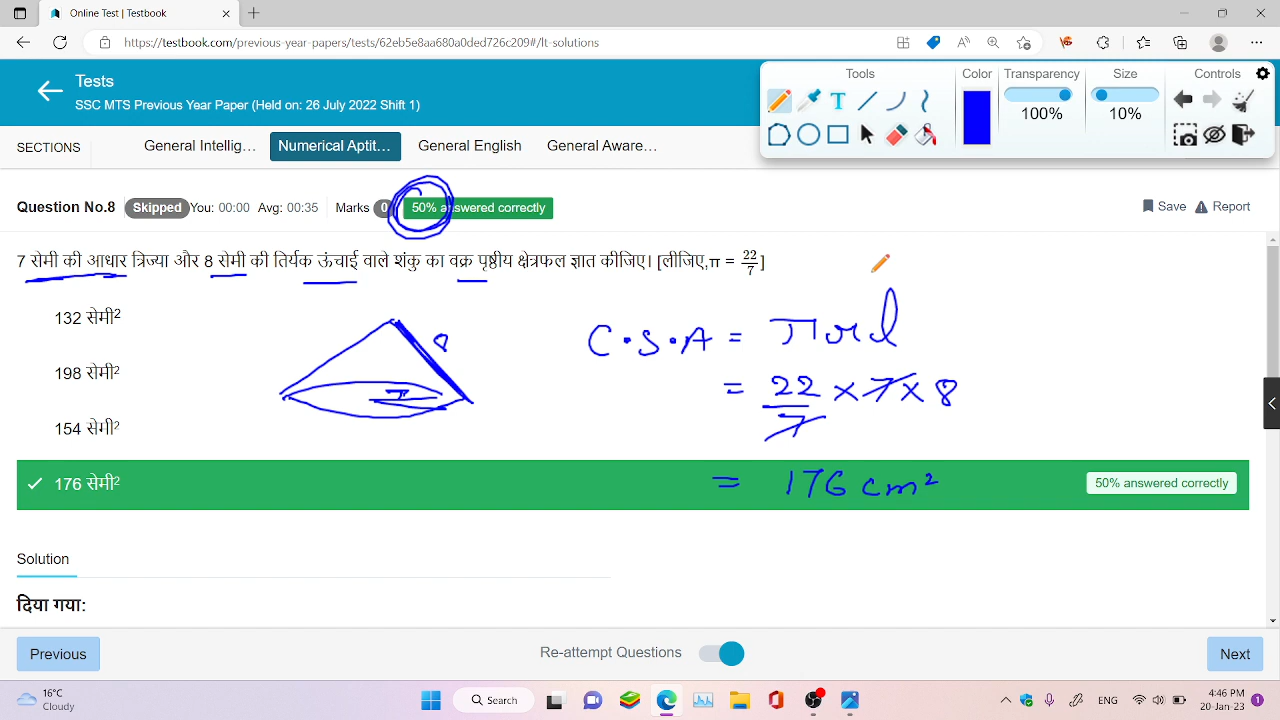 Online Test | Testbook
https://testbook.com/previous-year-papers/tests/62eb5e8aa680a0ded726c209#/lt-solutions
Tests
SSC MTS Previous Year Paper (Held on: 26 July 2022 Shift 1)
Tools
Color
Transparency
Size
Controls
100%
10%
SECTIONS
General Intellig...
Numerical Aptit...
General English
General Aware...
Question No.8 Skipped You: 00:00 Avg: 00:35 Marks 0 50% answered correctly
Save Report
7 सेमी की आधार त्रिज्या और 8 सेमी की तिर्यक ऊंचाई वाले शंकु का वक्र पृष्ठीय क्षेत्रफल ज्ञात कीजिए। [लीजिए,π = 22/7]
132 सेमी²
198 सेमी²
154 सेमी²
176 सेमी²
50% answered correctly
8
7
C.S.A = πrl
= 22/7 × 7 × 8
= 176 cm²
Solution
दिया गया:
Previous
Re-attempt Questions
Next
16°C
Cloudy
Search
ENG
4:46 PM
20-Jan-23
1